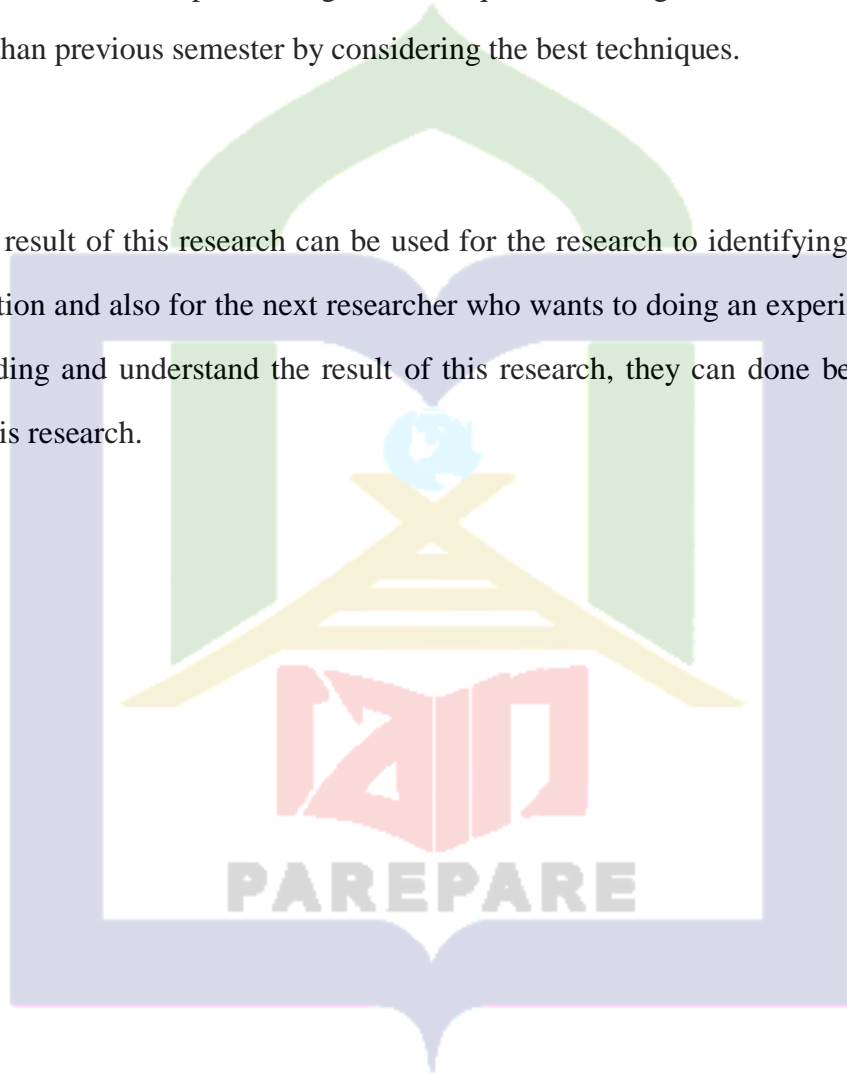 han previous semester by considering the best techniques.
result of this research can be used for the research to identifying
tion and also for the next researcher who wants to doing an experi
ding and understand the result of this research, they can done be
is research.
iain
PAREPARE